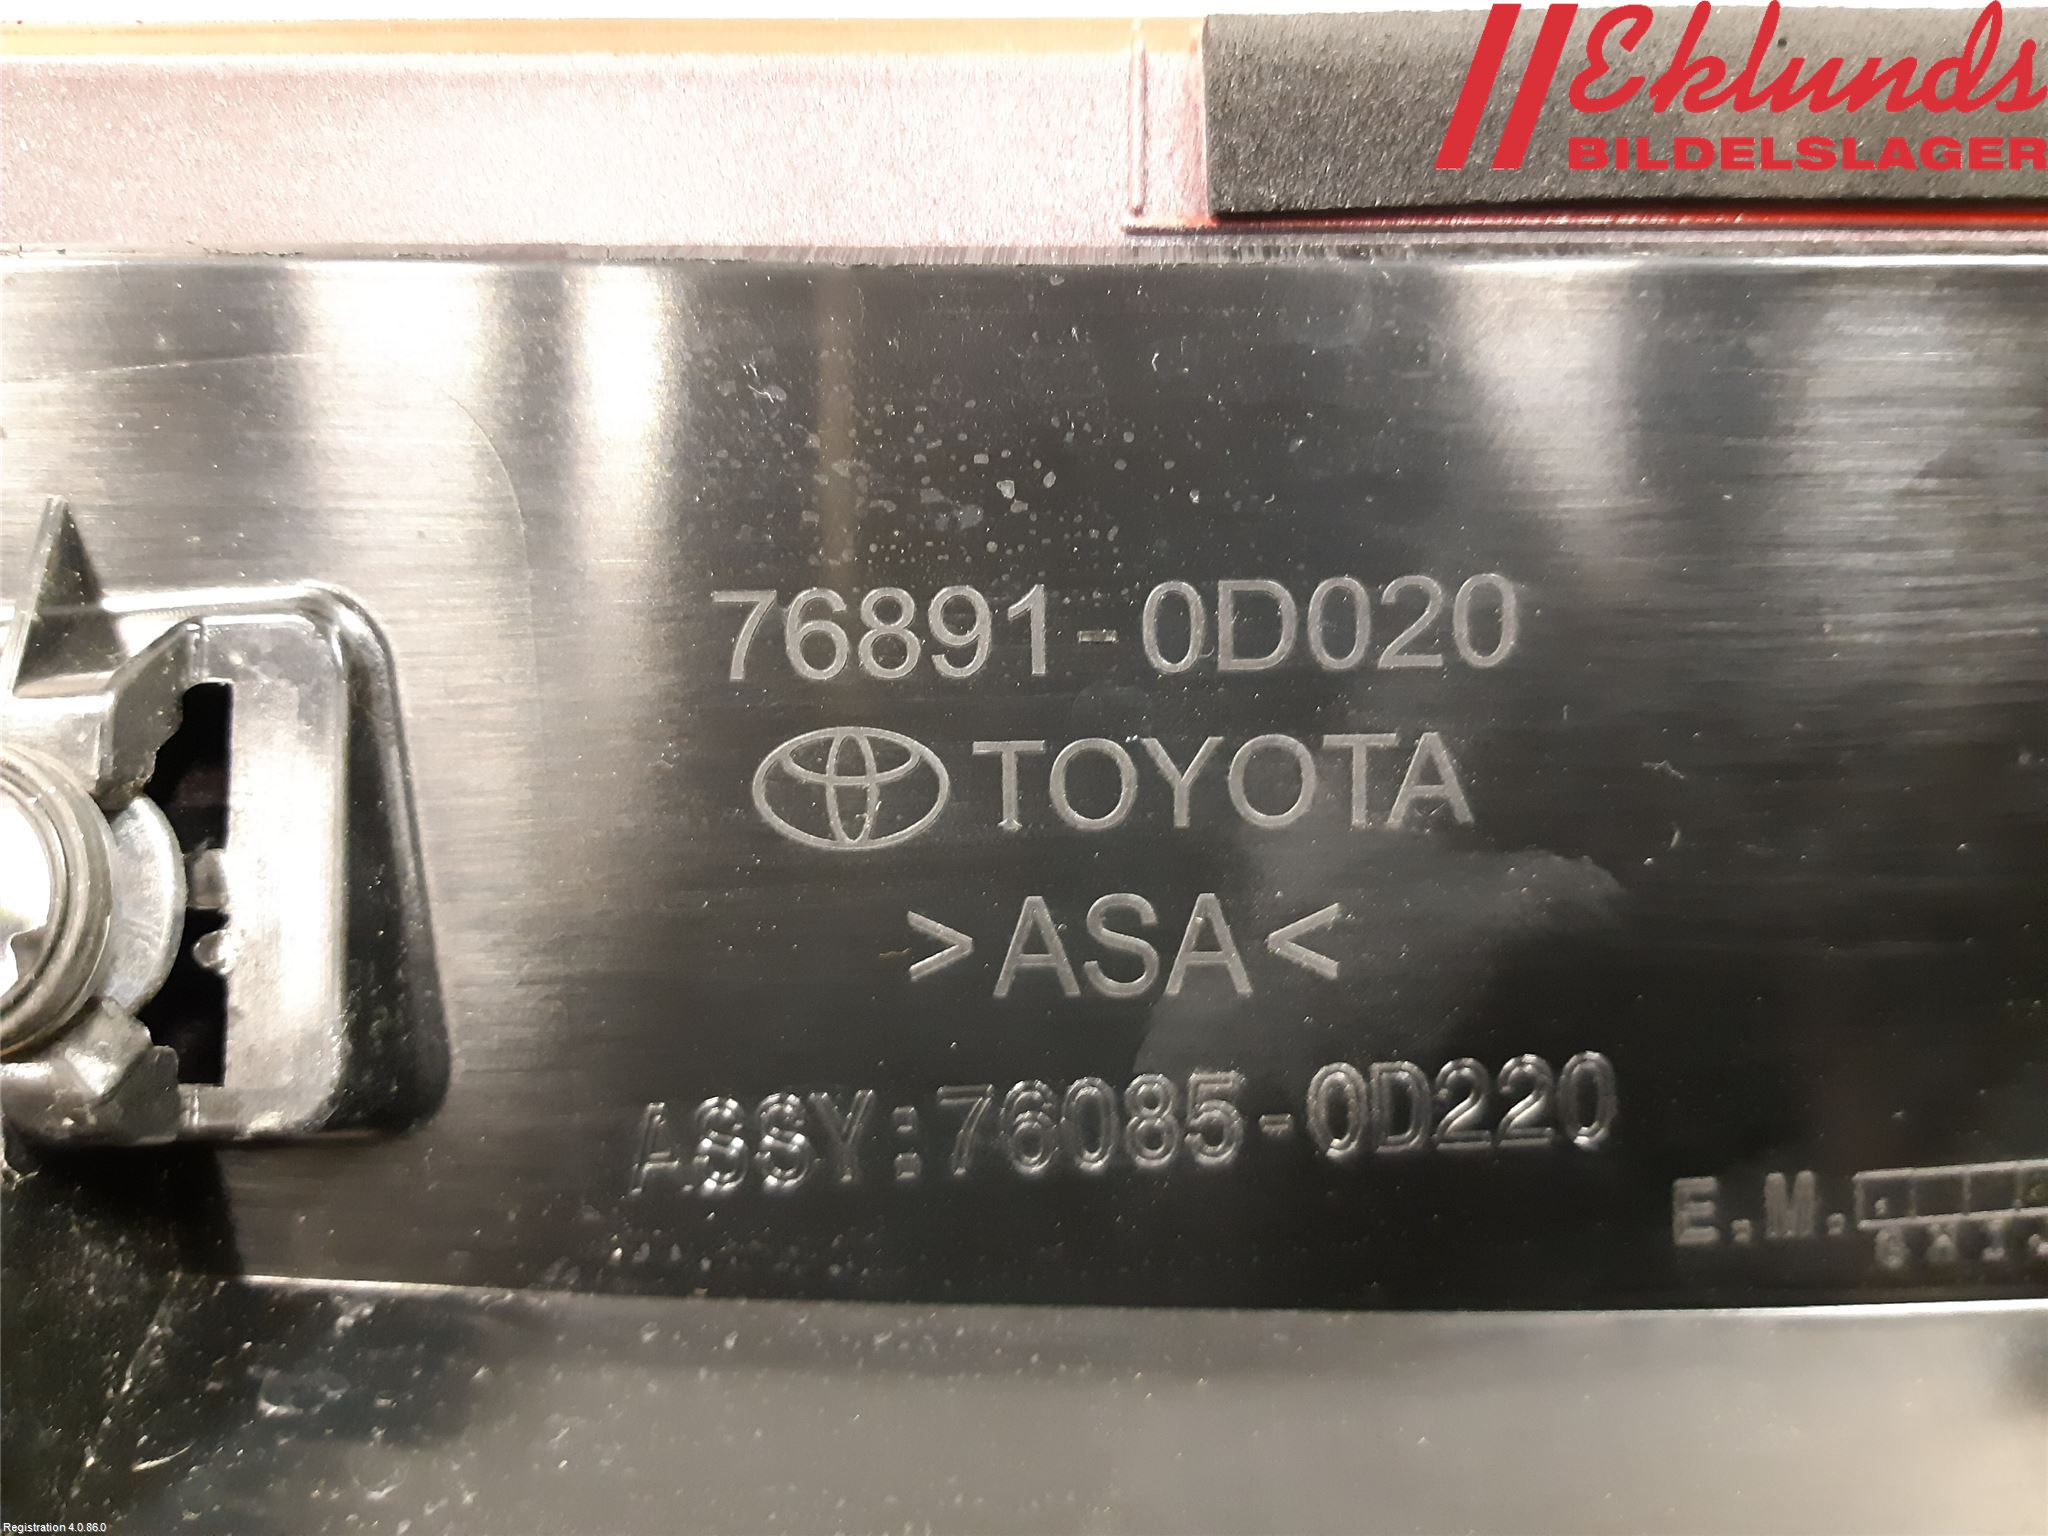 Eklunds
BILDELSLAGER
76891-0D020
TOYOTA
>ASA<
ASSY:76085-0D220
E.M.
Registration 4.0.86.0